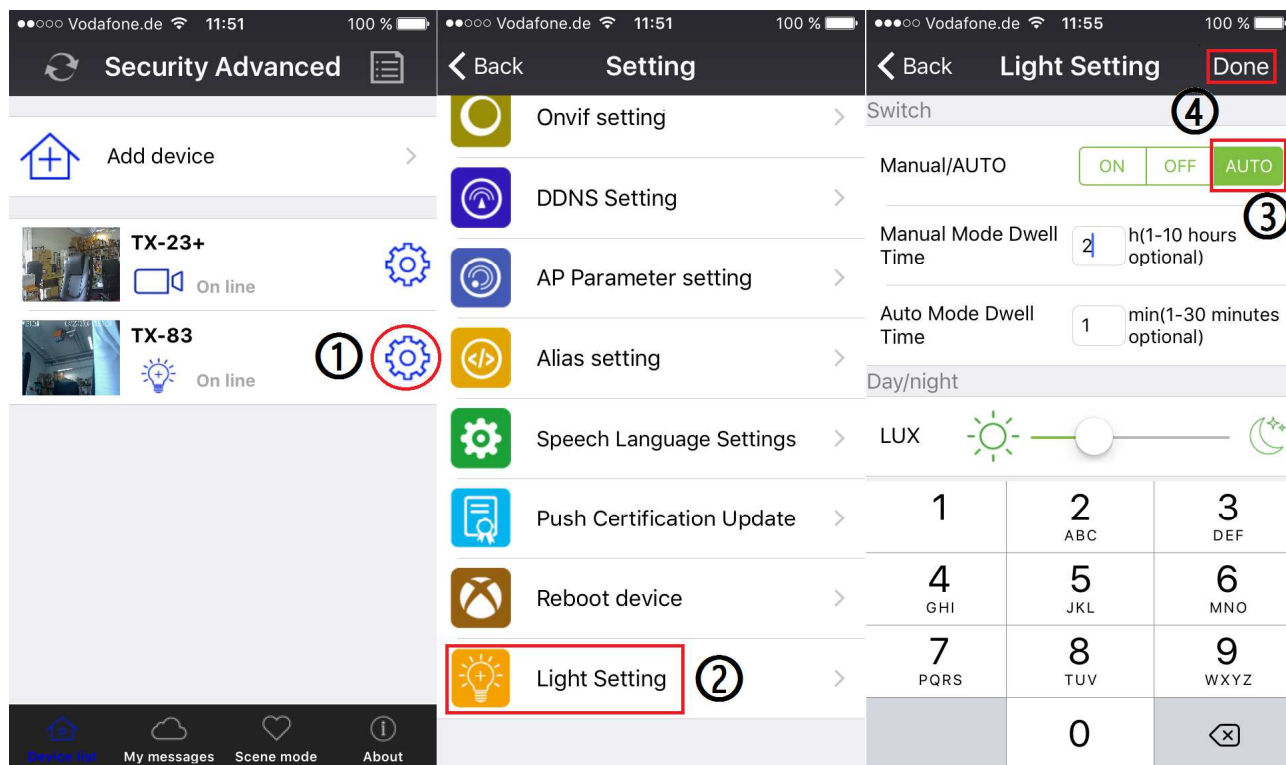 Vodafone.de 11:51 100 %
Security Advanced
Add device
TX-23+
On line
TX-83
On line
①
Device list My messages Scene mode About
Vodafone.de 11:51 100 %
Back Setting
Onvif setting
DDNS Setting
AP Parameter setting
Alias setting
</>
Speech Language Settings
Push Certification Update
Reboot device
Light Setting ②
Vodafone.de 11:55 100 %
Back Light Setting Done
Switch ④
Manual/AUTO ON OFF AUTO
③
Manual Mode Dwell
Time
2
h(1-10 hours
optional)
Auto Mode Dwell
Time
1
min(1-30 minutes
optional)
Day/night
LUX
1 2 3
ABC DEF
4 5 6
GHI JKL MNO
7 8 9
PQRS TUV WXYZ
0